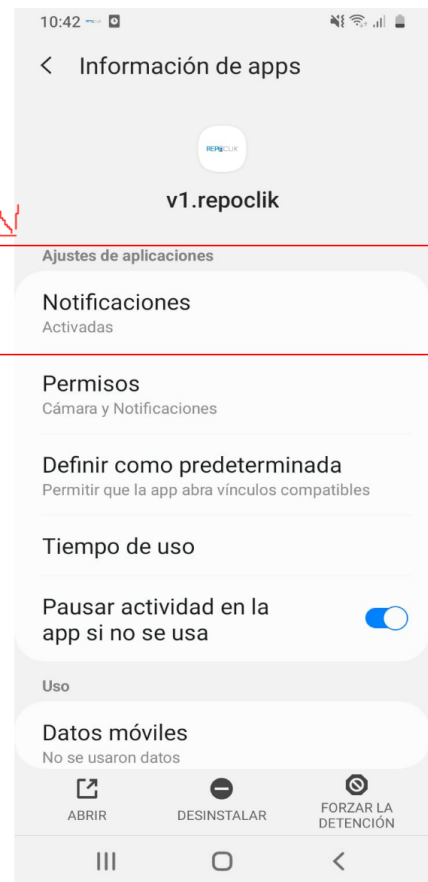 10:42
Información de apps
REPOCLIK
v1.repoclik
Ajustes de aplicaciones
Notificaciones
Activadas
Permisos
Cámara y Notificaciones
Definir como predeterminada
Permitir que la app abra vínculos compatibles
Tiempo de uso
Pausar actividad en la
app si no se usa
Uso
Datos móviles
No se usaron datos
ABRIR
DESINSTALAR
FORZAR LA
DETENCIÓN